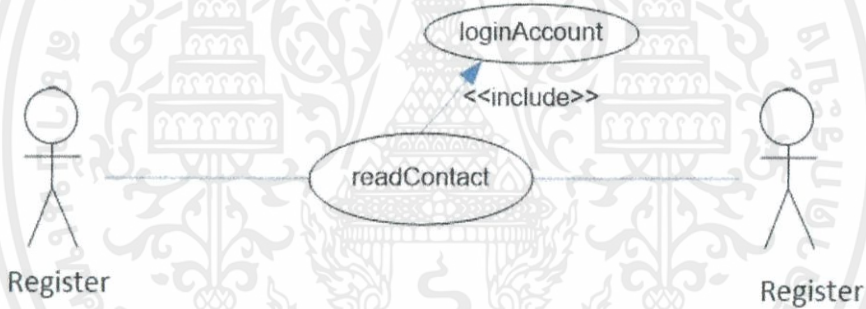 loginAccount
<<include>>
readContact
Register
Register